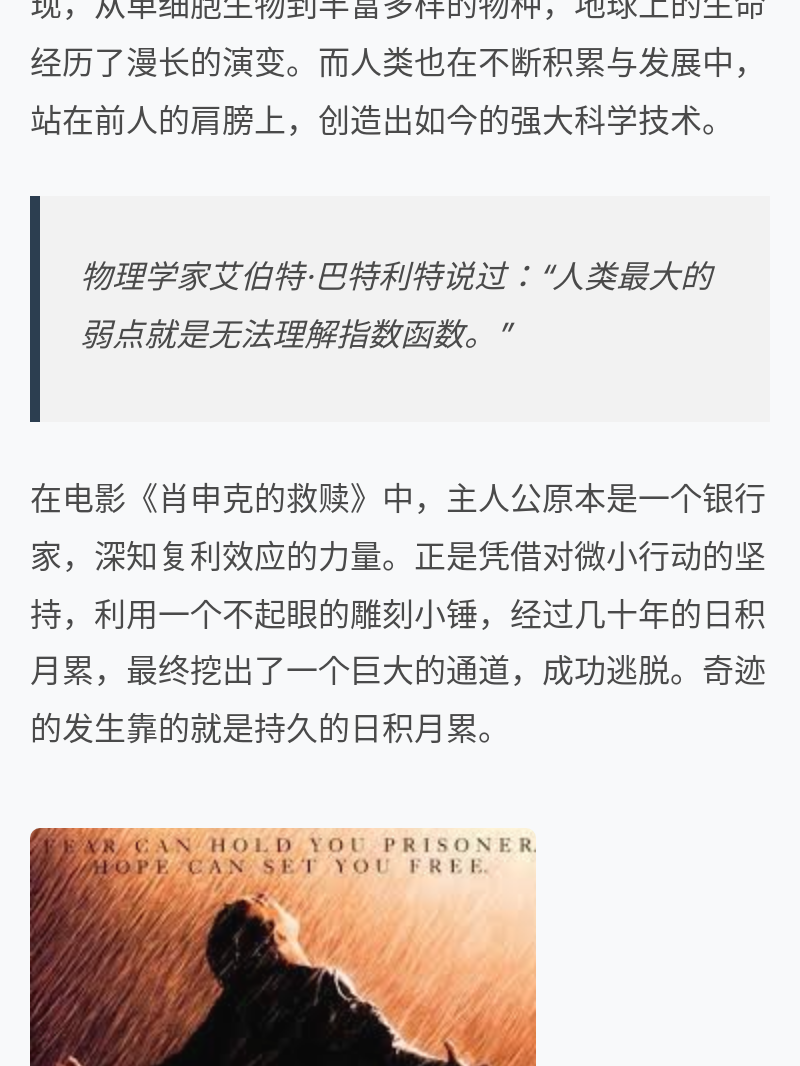 现，从单细胞生物到丰富多样的物种，地球上的生命
经历了漫长的演变。而人类也在不断积累与发展中，
站在前人的肩膀上，创造出如今的强大科学技术。
物理学家艾伯特·巴特利特说过：“人类最大的
弱点就是无法理解指数函数。”
在电影《肖申克的救赎》中，主人公原本是一个银行
家，深知复利效应的力量。正是凭借对微小行动的坚
持，利用一个不起眼的雕刻小锤，经过几十年的日积
月累，最终挖出了一个巨大的通道，成功逃脱。奇迹
的发生靠的就是持久的日积月累。
FEAR CAN HOLD YOU PRISONER.
HOPE CAN SET YOU FREE.